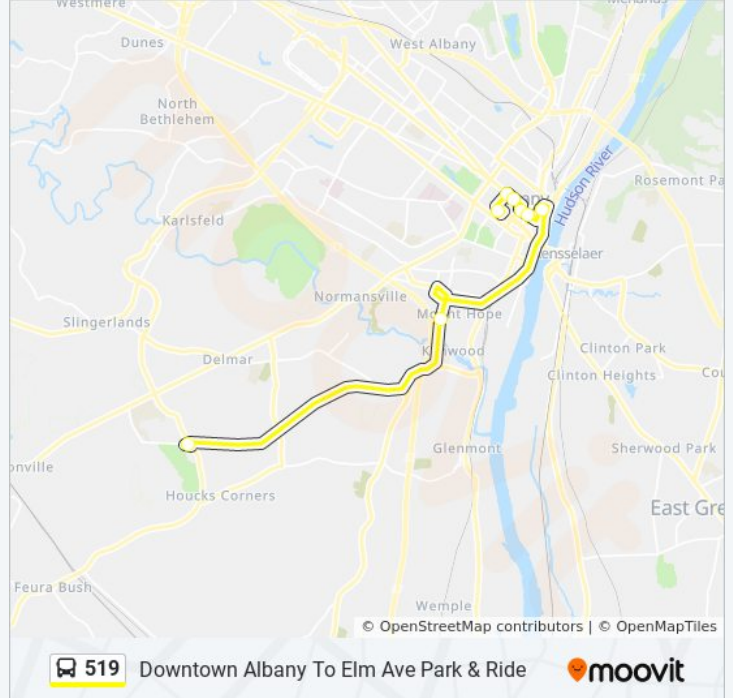 Westmere
Dunes
West Albany
North
Bethlehem
Rosemont Pa
Hudson River
Karlsfeld
ensselaer
Normansville
Mount Hope
Slingerlands
Kenwood
Clinton Park
Delmar
Clinton Heights
Cou
onville
Glenmont
Sherwood Park
Houcks Corners
East Gre
Feura Bush
Wemple
© OpenStreetMap contributors | © OpenMapTiles
519 Downtown Albany To Elm Ave Park & Ride moovit